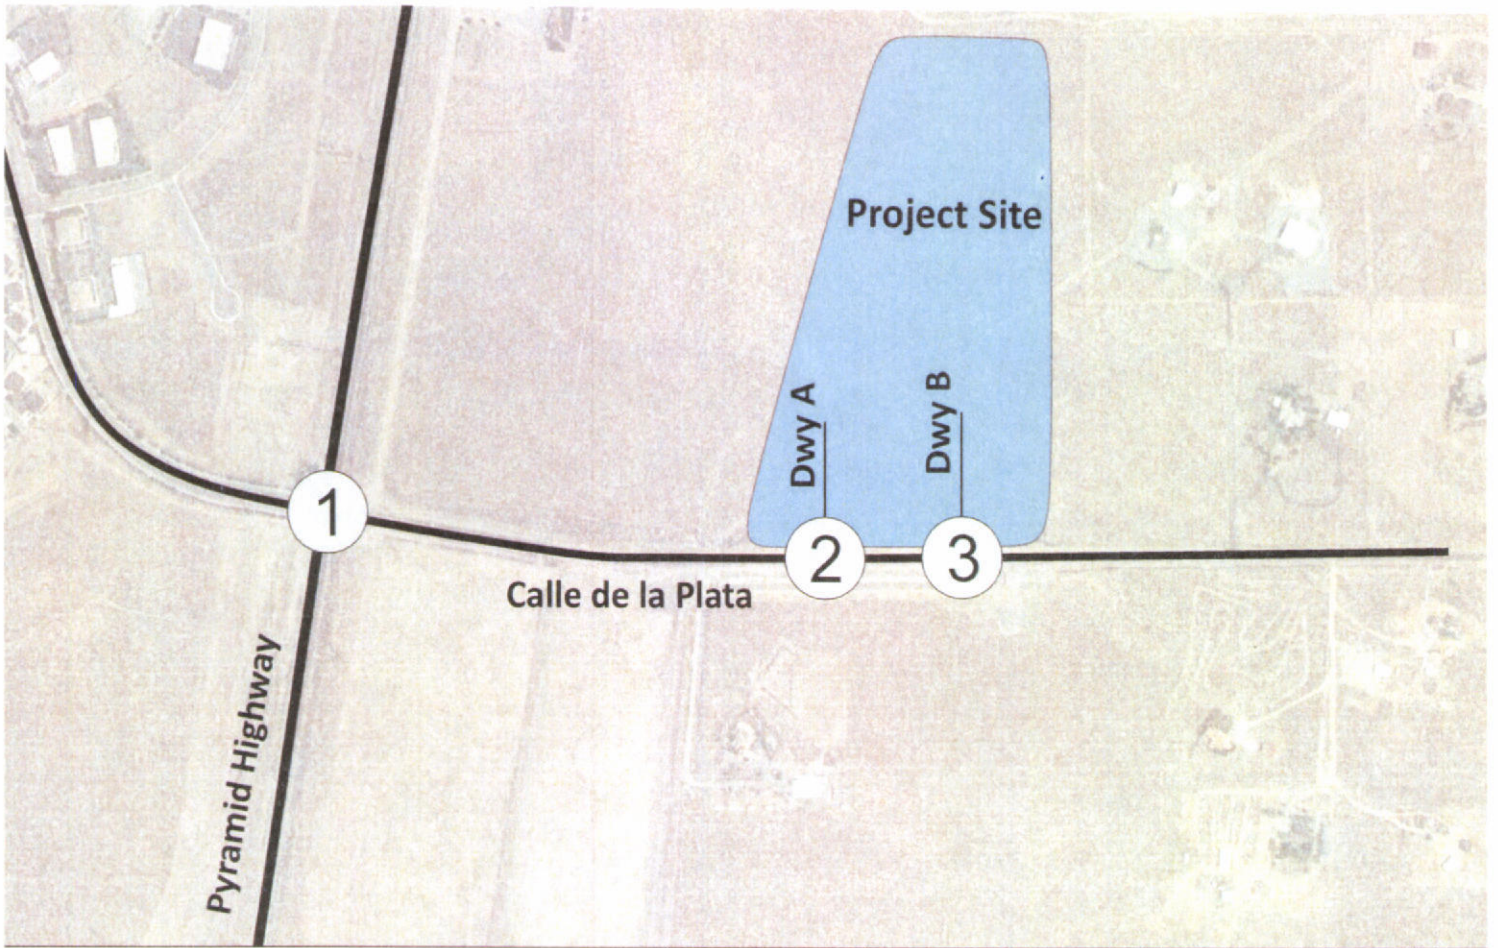 Project Site
Dwy A
Dwy B
1
2
3
Calle de la Plata
Pyramid Highway